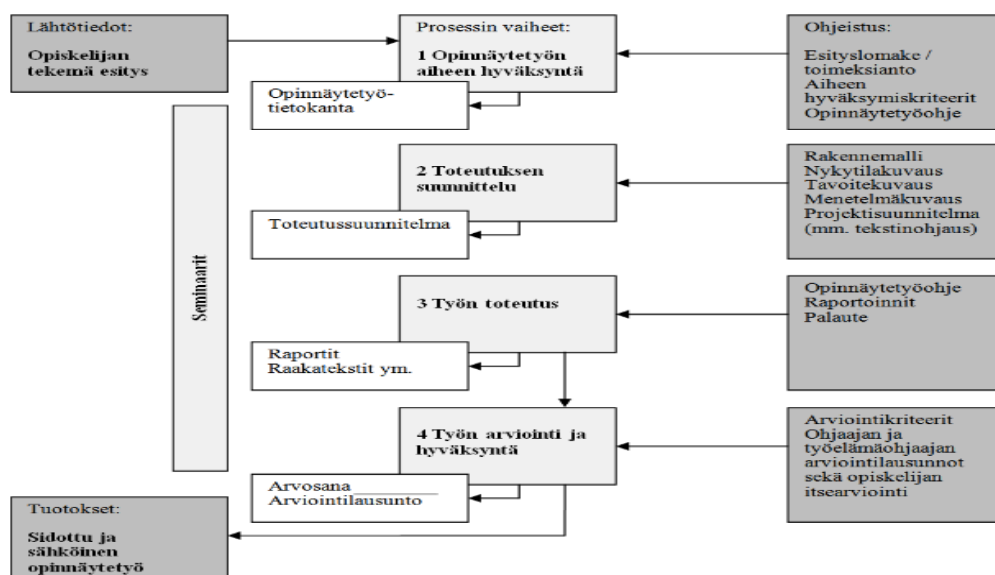 Lähtötiedot:
Opiskelijan
tekemä esitys
Prosessin vaiheet:
1 Opinnäytetyön
aiheen hyväksyntä
Opinnäytetyö-
tietokanta
Ohjeistus:
Esityslomake /
toimeksianto
Aiheen
hyväksymiskriteerit
Opinnäytetyöohje
Seminaarit
2 Toteutuksen
suunnittelu
Toteutussuunnitelma
Rakennemalli
Nykytilakuvaus
Tavoitekuvaus
Menetelmäkuvaus
Projektisuunnitelma
(mm. tekstinohjaus)
3 Työn toteutus
Raportit
Raakatekstit ym.
Opinnäytetyöohje
Raportoinnit
Palaute
4 Työn arviointi ja
hyväksyntä
Arvosana
Arviointilausunto
Arviointikriteerit
Ohjaajan ja
työelämäohjaajan
arviointilausunnot
sekä opiskelijan
itsearviointi
Tuotokset:
Sidottu ja
sähköinen
opinnäytetyö